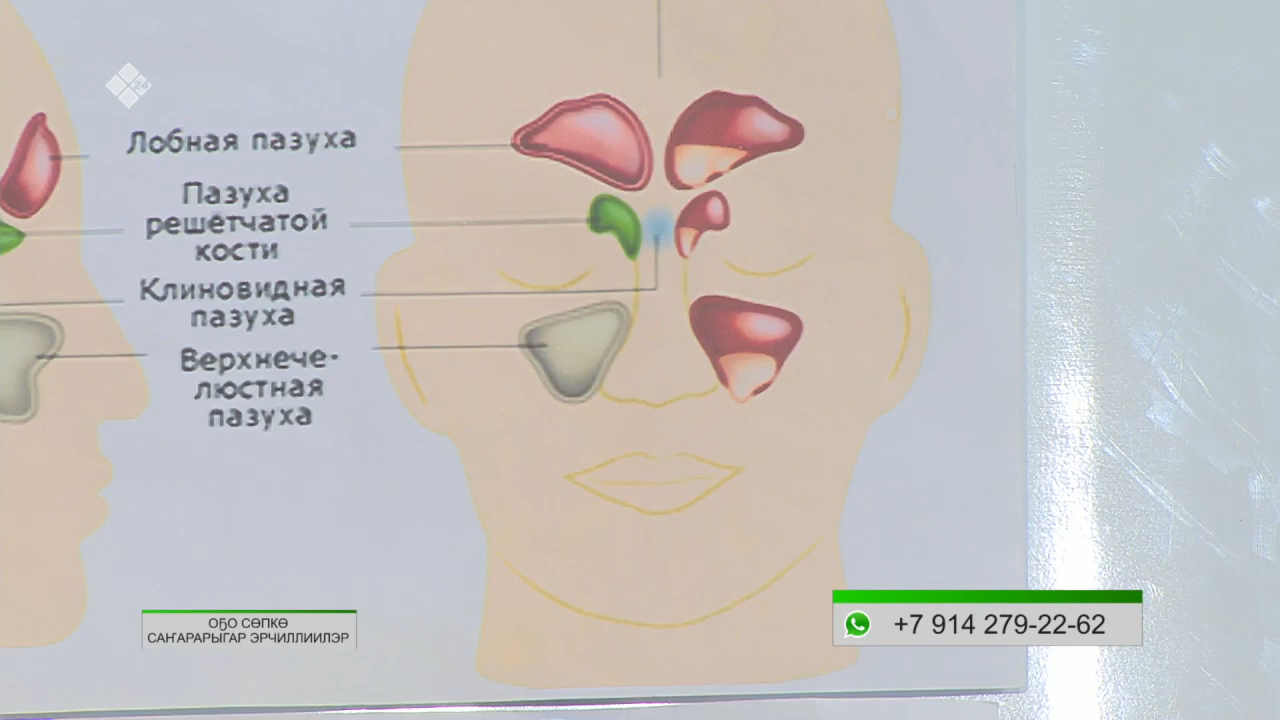 24
Лобная пазуха
Пазуха
решетчатой
кости
Клиновидная
пазуха
Верхнече-
люстная
пазуха
ОҔО СӨПКӨ
САҤАРАРЫГАР ЭРЧИЛЛИИЛЭР
+7 914 279-22-62